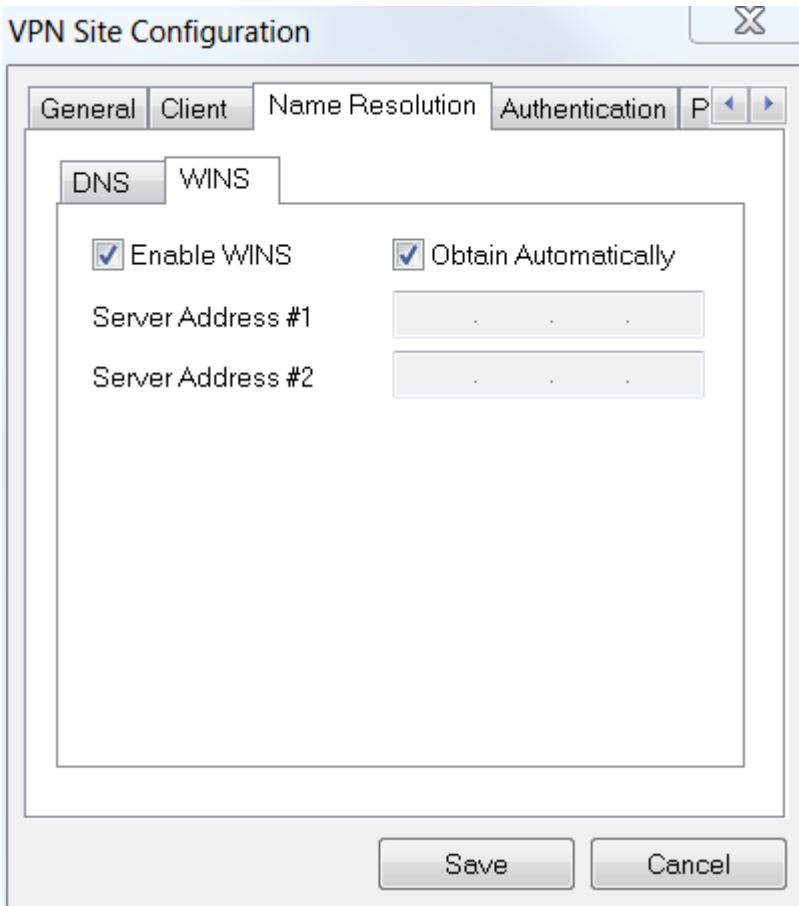 VPN Site Configuration
General Client Name Resolution Authentication P
DNS WINS
Enable WINS Obtain Automatically
Server Address #1 . . .
Server Address #2 . . .
Save Cancel